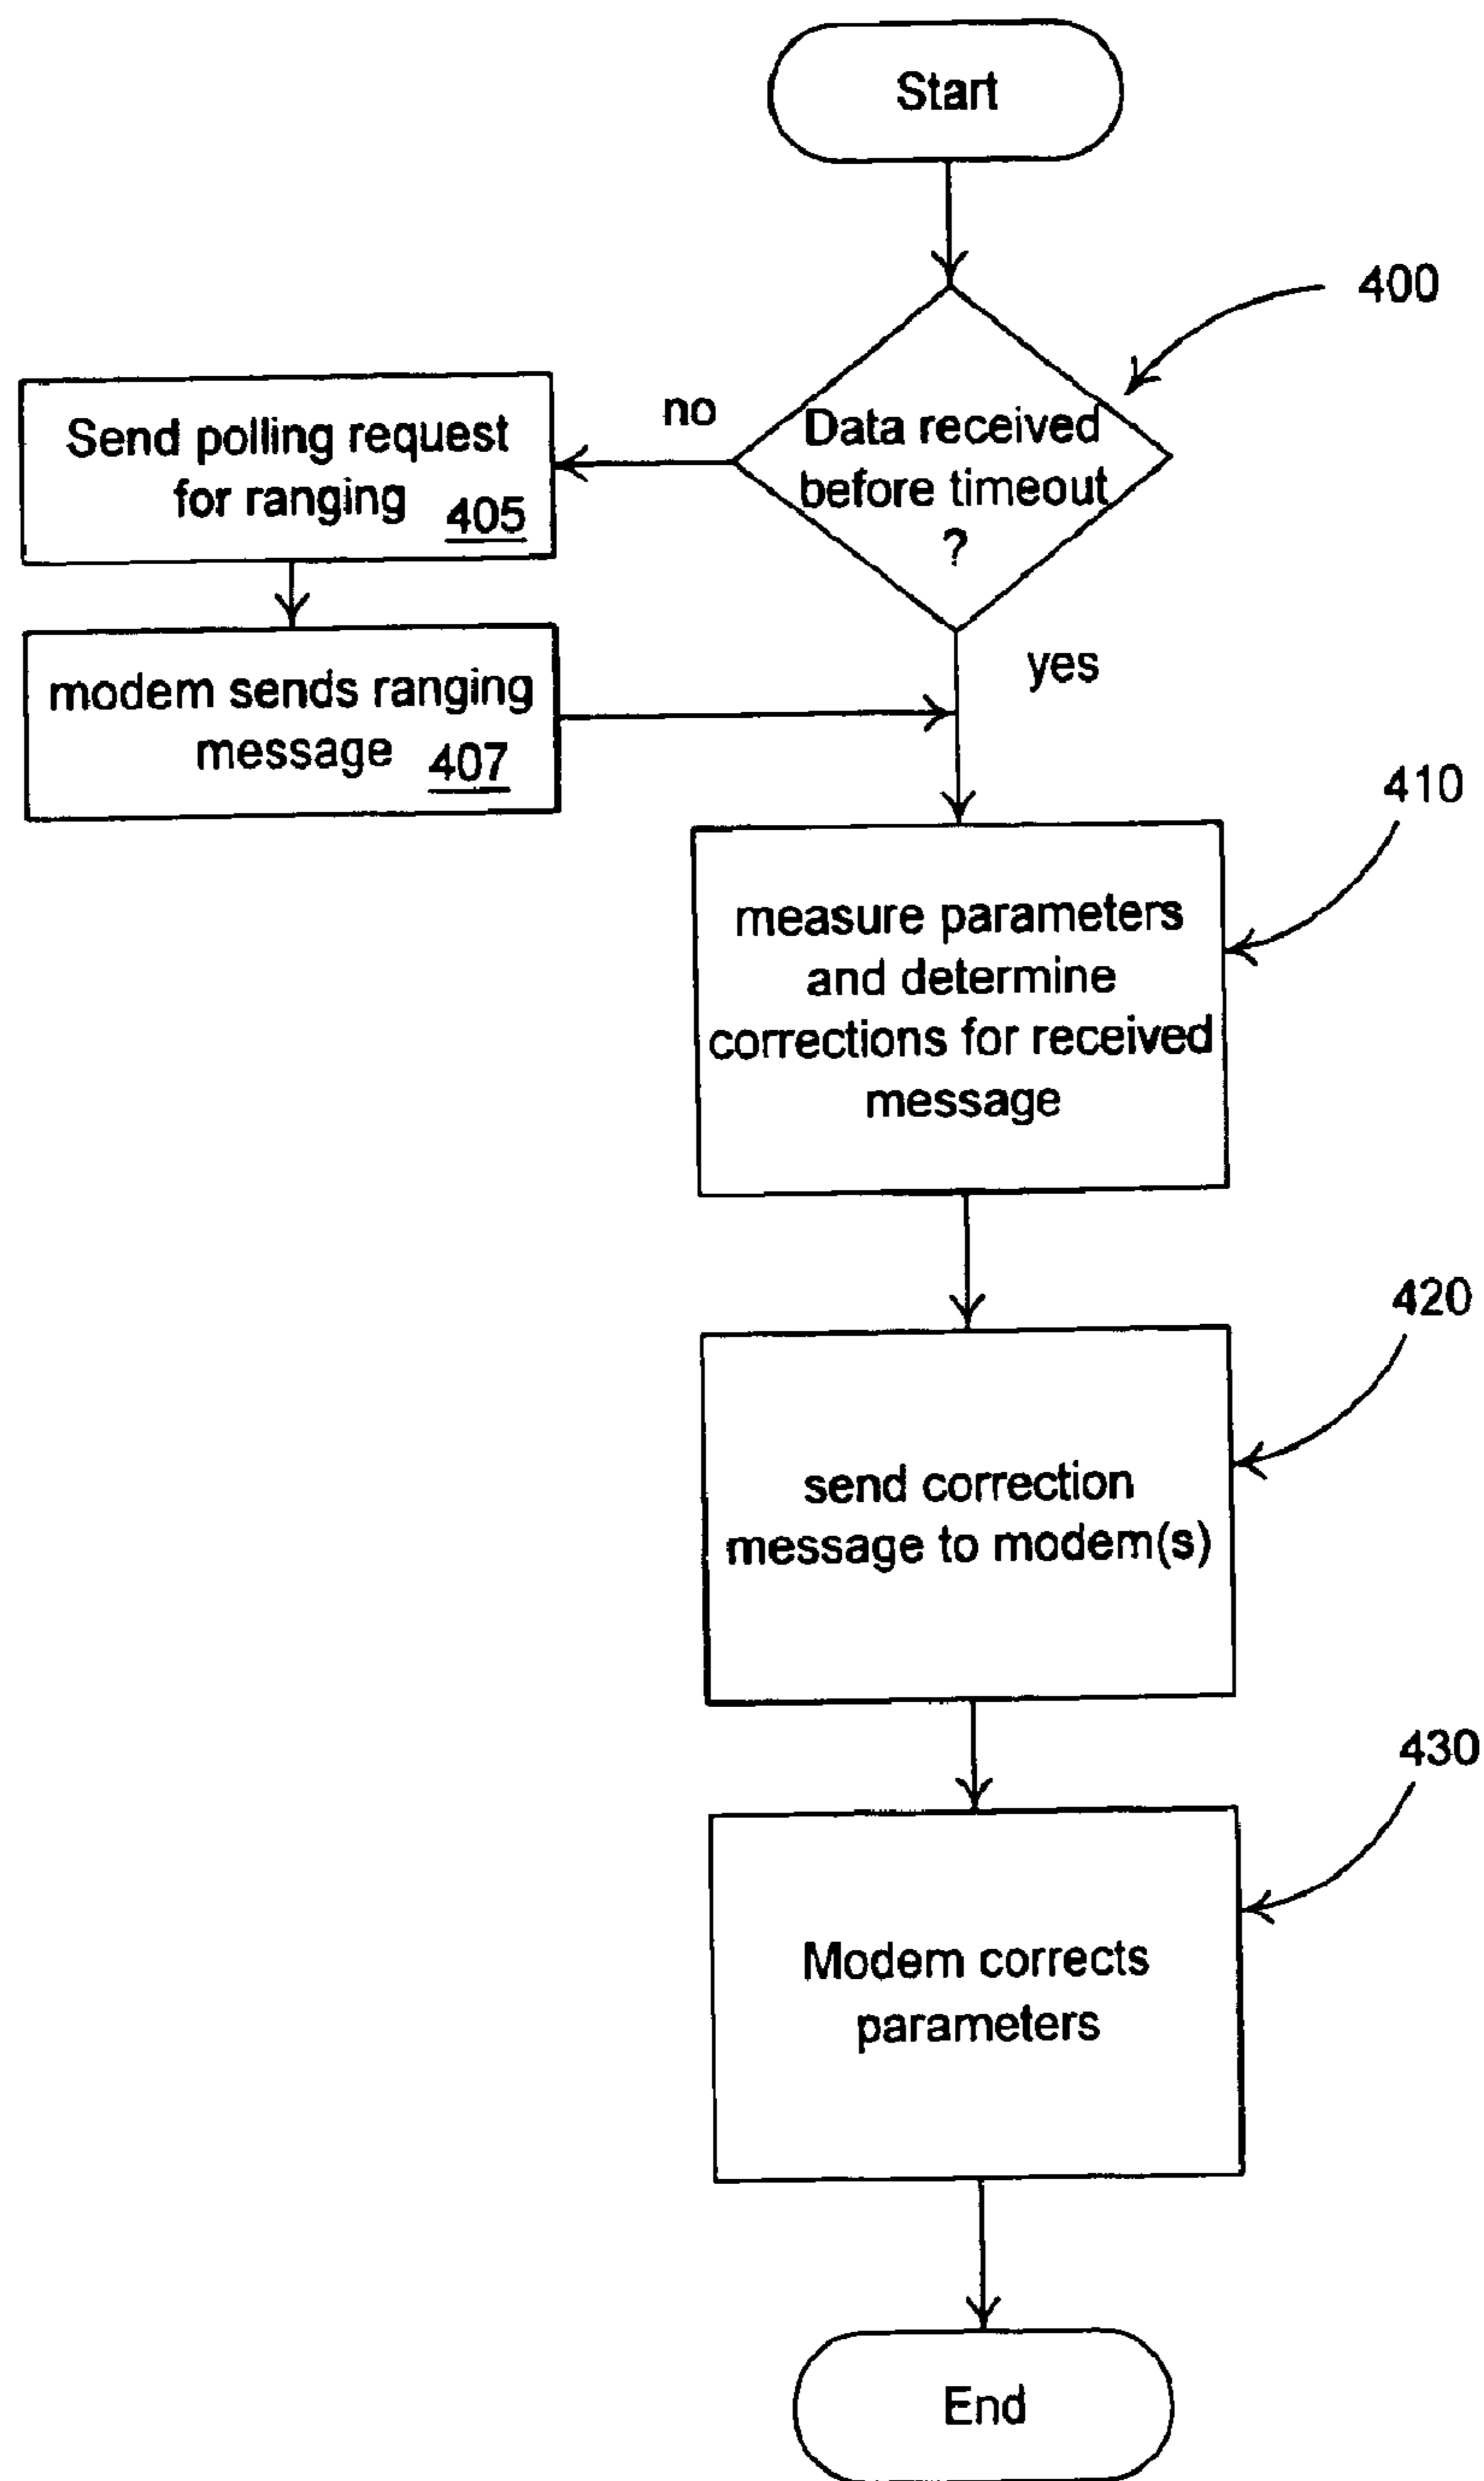 Start
400
Data received
before timeout
?
no
yes
Send polling request
for ranging 405
modem sends ranging
message 407
410
measure parameters
and determine
corrections for received
message
420
send correction
message to modem(s)
430
Modem corrects
parameters
End